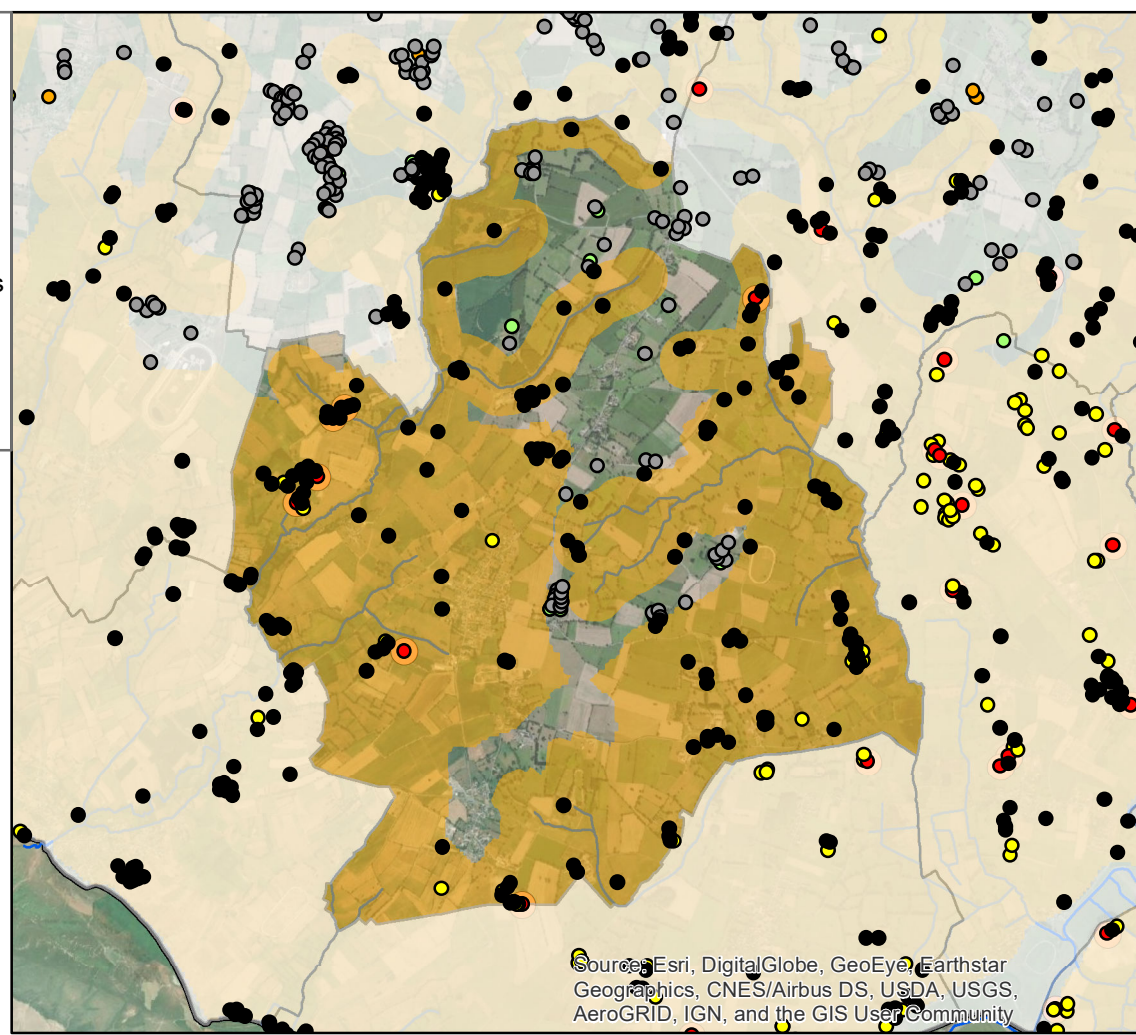 s
Source: Esri, DigitalGlobe, GeoEye, Earthstar
Geographics, CNES/Airbus DS, USDA, USGS,
AeroGRID, IGN, and the GIS User Community